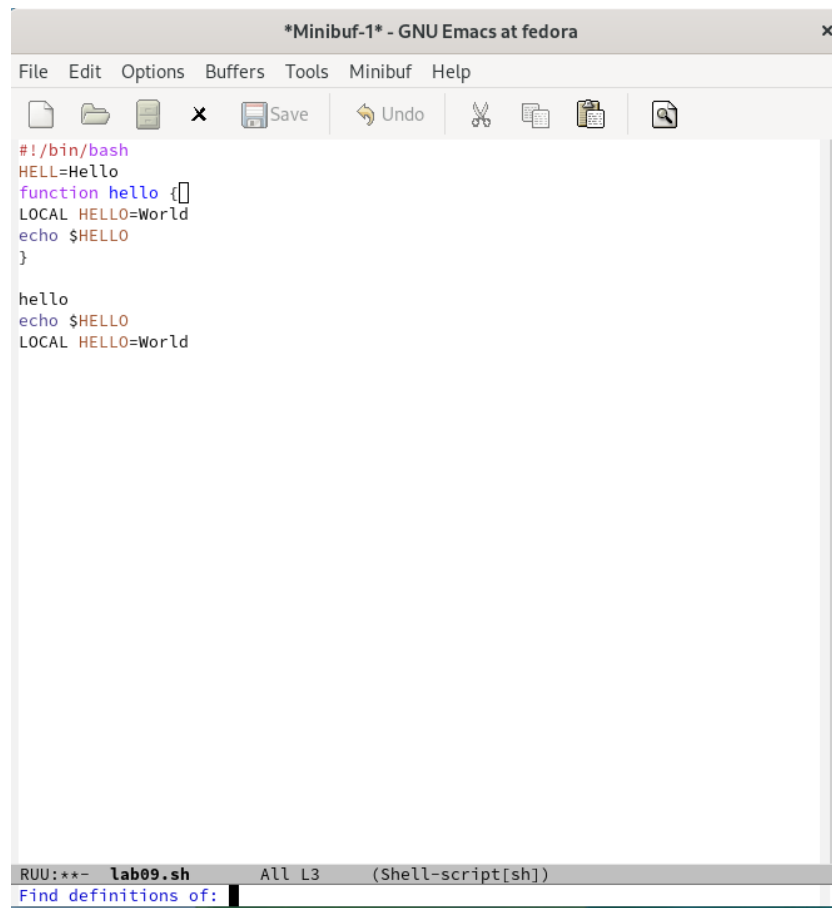 *Minibuf-1* - GNU Emacs at fedora
File Edit Options Buffers Tools Minibuf Help
Save Undo
#!/bin/bash
HELL=Hello
function hello {
LOCAL HELLO=World
echo $HELLO
}
hello
echo $HELLO
LOCAL HELLO=World
RUU:**- lab09.sh All L3 (Shell-script[sh])
Find definitions of: